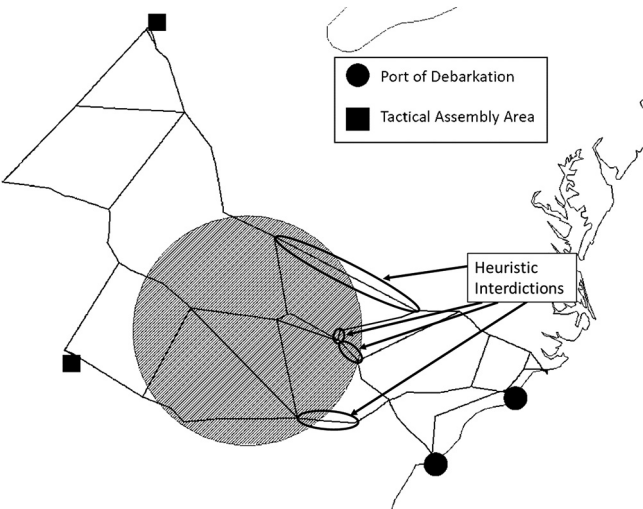 Port of Debarkation
Tactical Assembly Area
Heuristic
Interdictions